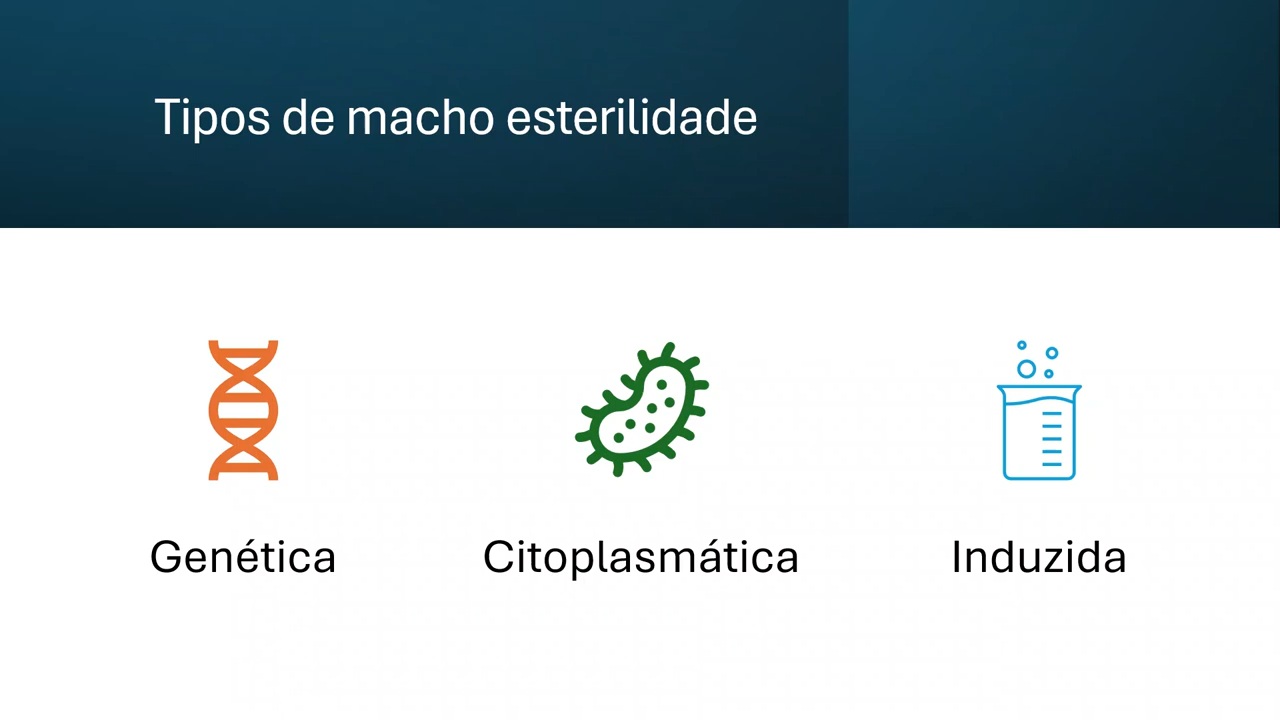 Tipos de macho esterilidade
Genética
Citoplasmática
Induzida